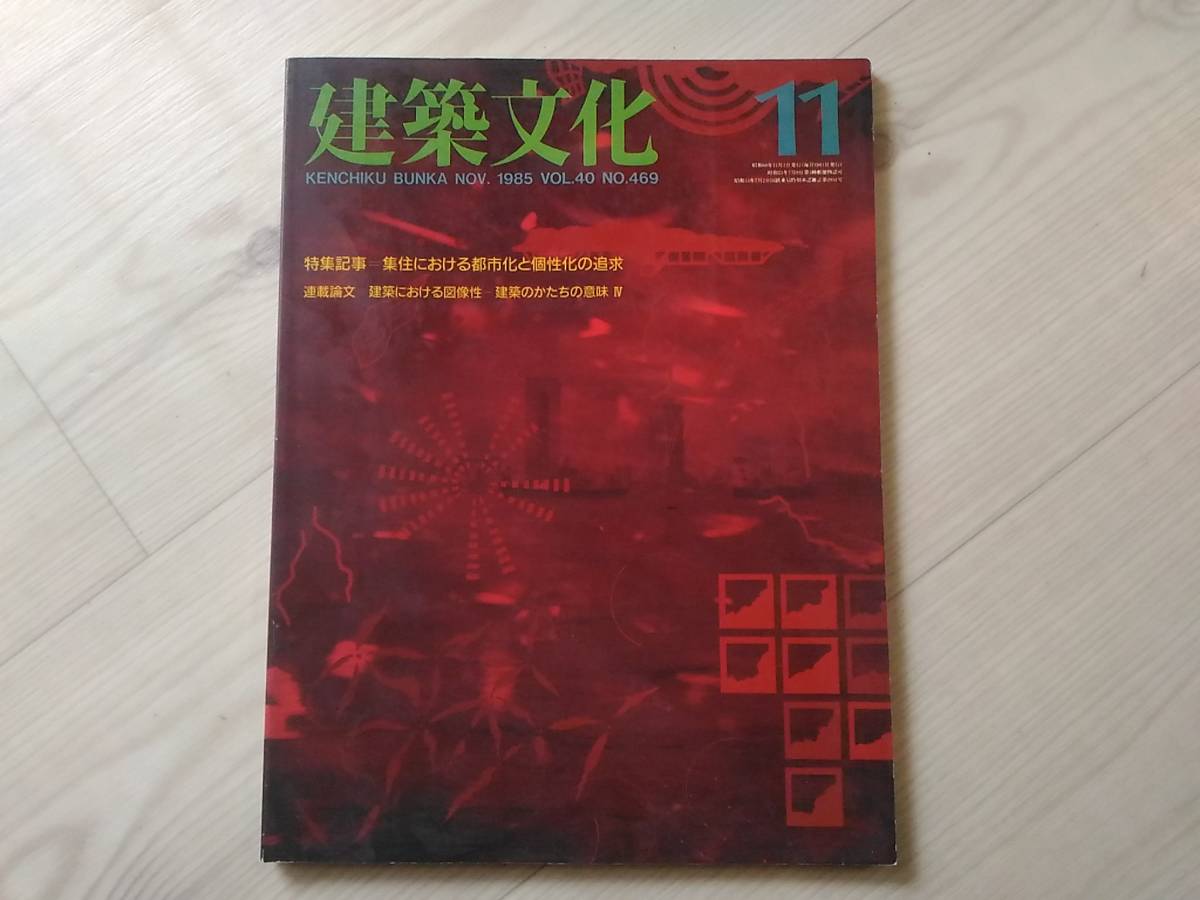 建築文化
11
KENCHIKU BUNKA NOV. 1985 VOL.40 NO.469
特集記事=集住における都市化と個性化の追求
連載論文 建築における図像性-建築のかたちの意味 Ⅳ